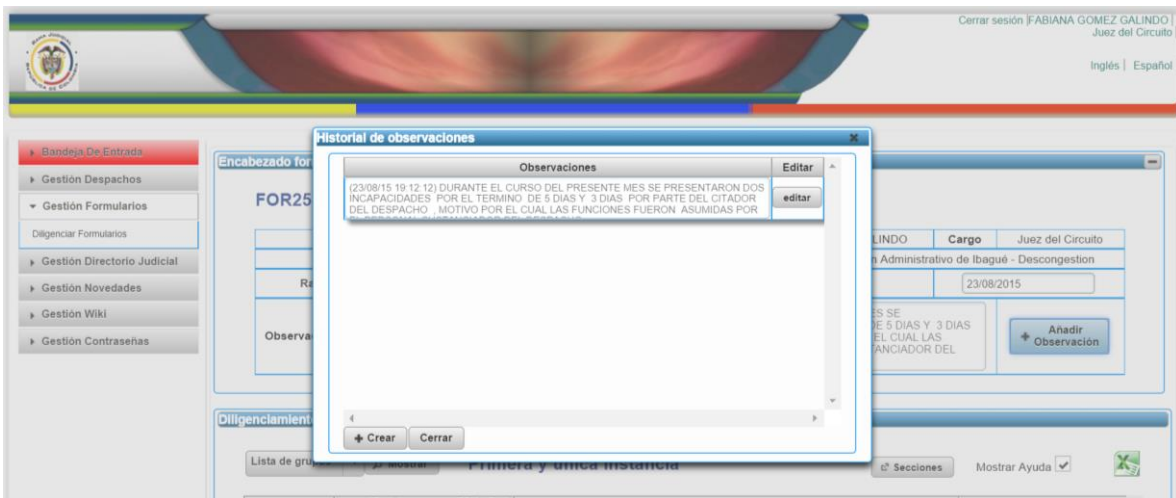 Cerrar sesión |FABIANA GOMEZ GALINDO |
Juez del Circuito
Inglés | Español
Bandeja De Entrada
Gestión Despachos
Gestión Formularios
Diligenciar Formularios
Gestión Directorio Judicial
Gestión Novedades
Gestión Wiki
Gestión Contraseñas
Encabezado for
FOR25
Historial de observaciones
Observaciones Editar
(23/08/15 19:12:12) DURANTE EL CURSO DEL PRESENTE MES SE PRESENTARON DOS
INCAPACIDADES POR EL TERMINO DE 5 DIAS Y 3 DIAS POR PARTE DEL CITADOR
DEL DESPACHO , MOTIVO POR EL CUAL LAS FUNCIONES FUERON ASUMIDAS POR
editar
+ Crear Cerrar
LINDO Cargo Juez del Circuito
n Administrativo de Ibagué - Descongestion
Ra
23/08/2015
Observa
ES SE
DE 5 DIAS Y 3 DIAS
EL CUAL LAS
TANCIADOR DEL
+ Añadir
Observación
Diligenciamient
Lista de gru
Primera y única instancia
Secciones
Mostrar Ayuda